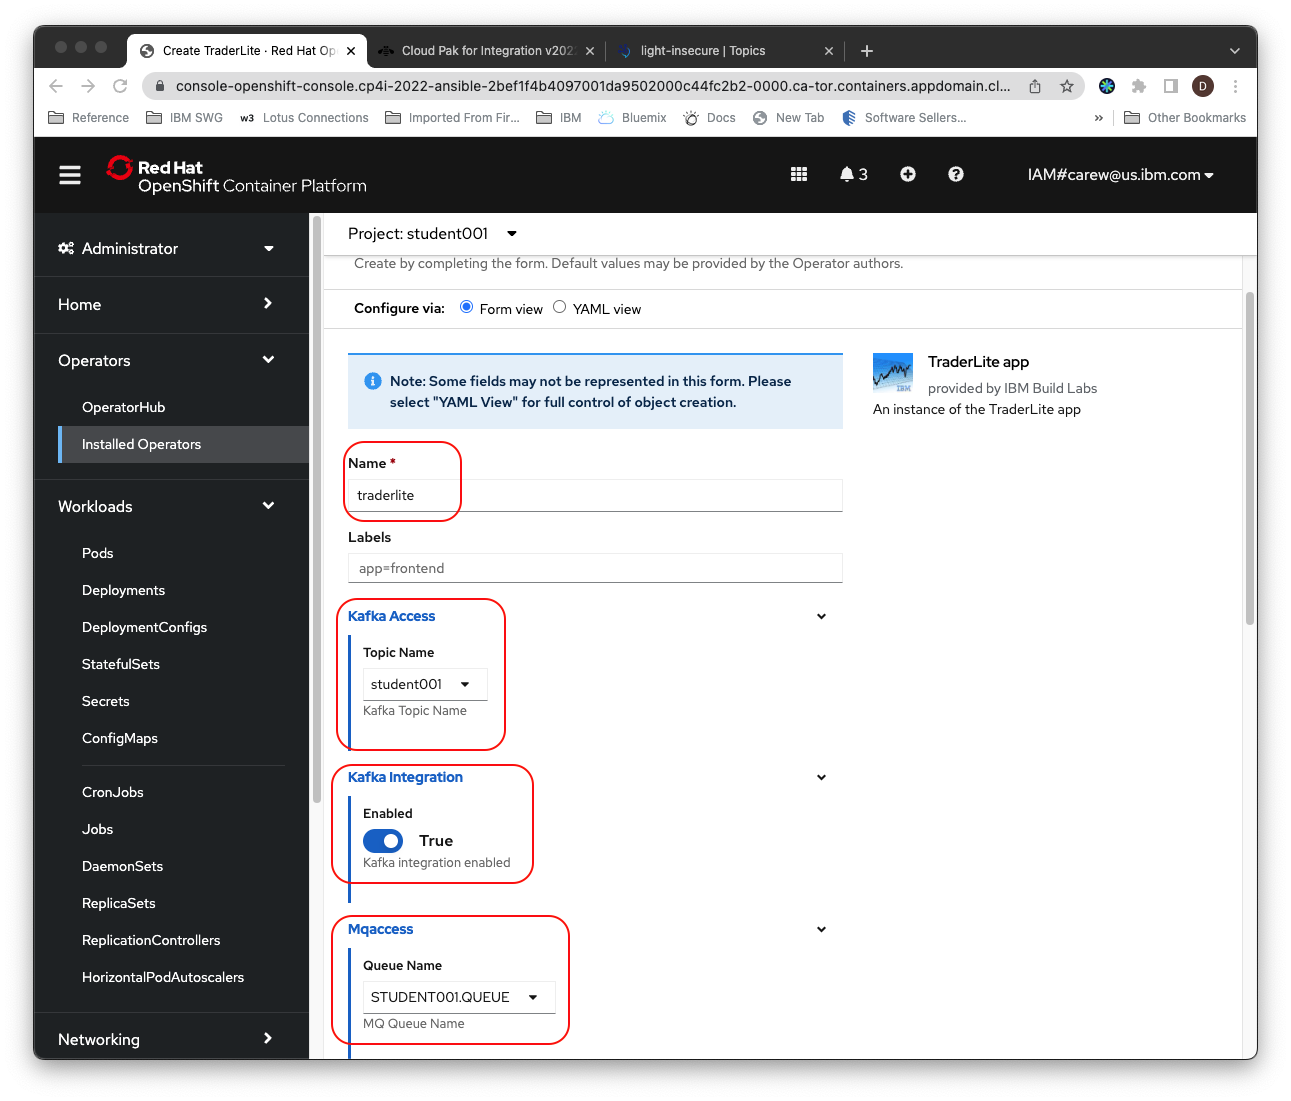 Create TraderLite · Red Hat Op
Cloud Pak for Integration v202
light-insecure | Topics
console-openshift-console.cp4i-2022-ansible-2bef1f4b4097001da9502000c44fc2b2-0000.ca-tor.containers.appdomain.cl...
D
Reference
IBM SWG
w3 Lotus Connections
Imported From Fir...
IBM
Bluemix
Docs
New Tab
Software Sellers...
»
Other Bookmarks
Red Hat
OpenShift Container Platform
3
IAM#carew@us.ibm.com
Administrator
Home
Operators
OperatorHub
Installed Operators
Workloads
Pods
Deployments
DeploymentConfigs
StatefulSets
Secrets
ConfigMaps
CronJobs
Jobs
DaemonSets
ReplicaSets
ReplicationControllers
HorizontalPodAutoscalers
Networking
Project: student001
Create by completing the form. Default values may be provided by the Operator authors.
Configure via: Form view YAML view
Note: Some fields may not be represented in this form. Please
select "YAML View" for full control of object creation.
Name *
traderlite
Labels
app=frontend
Kafka Access
Topic Name
student001
Kafka Topic Name
Kafka Integration
Enabled
True
Kafka integration enabled
Mqaccess
Queue Name
STUDENT001.QUEUE
MQ Queue Name
IBM
TraderLite app
provided by IBM Build Labs
An instance of the TraderLite app